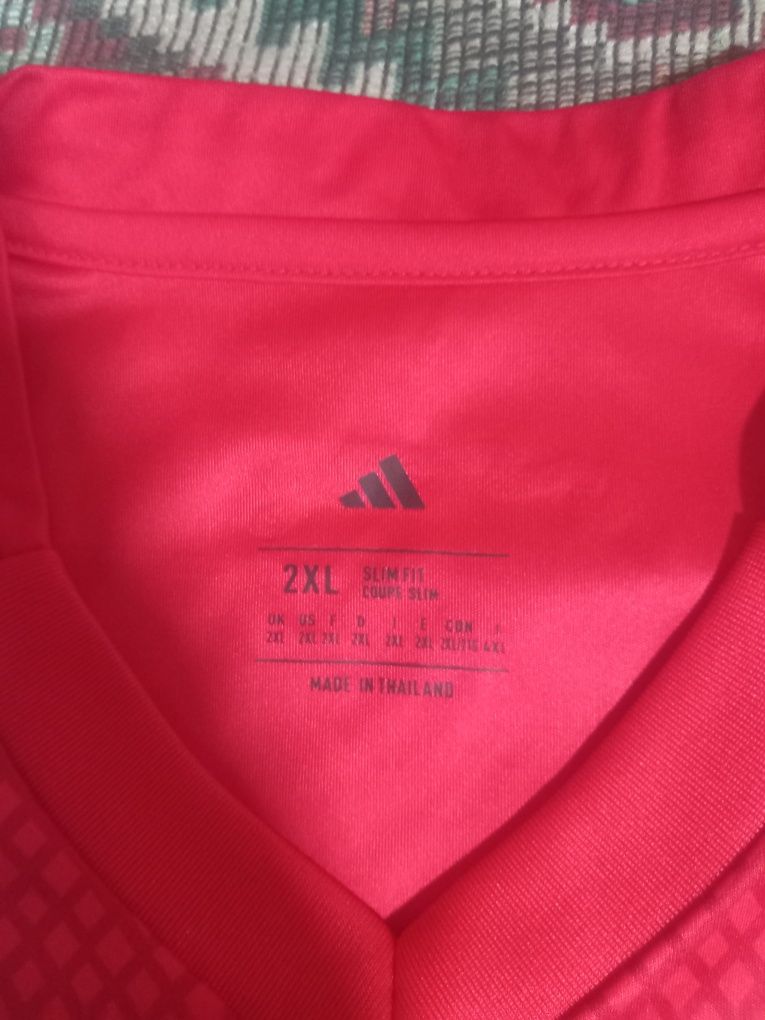 2XL SLIM FIT
COUPE SLIM
UK US F D I E CDN J
2XL 2XL 2XL 2XL 2XL 2XL 2XL/TTG 4XL
MADE IN THAILAND